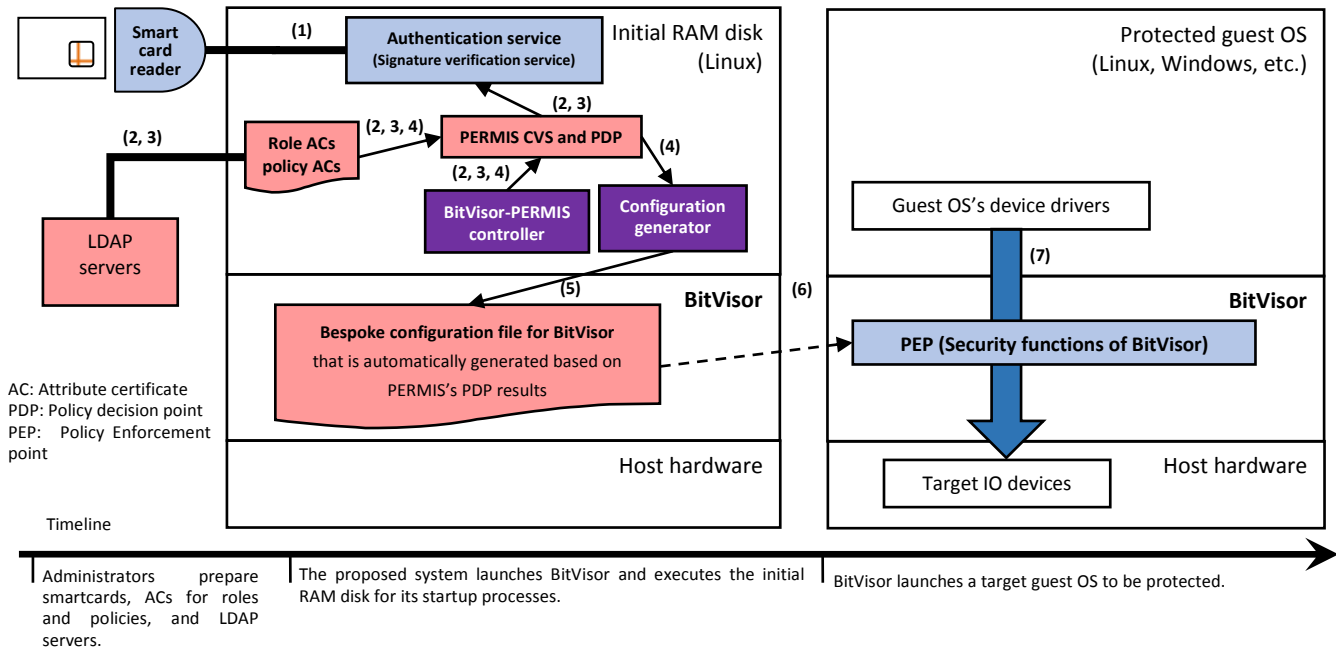 Smart
card
reader
(1)
Authentication service
(Signature verification service)
Initial RAM disk
(Linux)
Protected guest OS
(Linux, Windows, etc.)
(2, 3)
(2, 3)
Role ACs
policy ACs
(2, 3, 4)
PERMIS CVS and PDP
(4)
(2, 3, 4)
BitVisor-PERMIS
controller
Configuration
generator
Guest OS's device drivers
LDAP
servers
(7)
(5)
BitVisor
(6)
BitVisor
Bespoke configuration file for BitVisor
that is automatically generated based on
PERMIS's PDP results
PEP (Security functions of BitVisor)
AC: Attribute certificate
PDP: Policy decision point
PEP: Policy Enforcement
point
Host hardware
Host hardware
Target IO devices
Timeline
Administrators prepare
smartcards, ACs for roles
and policies, and LDAP
servers.
The proposed system launches BitVisor and executes the initial
RAM disk for its startup processes.
BitVisor launches a target guest OS to be protected.